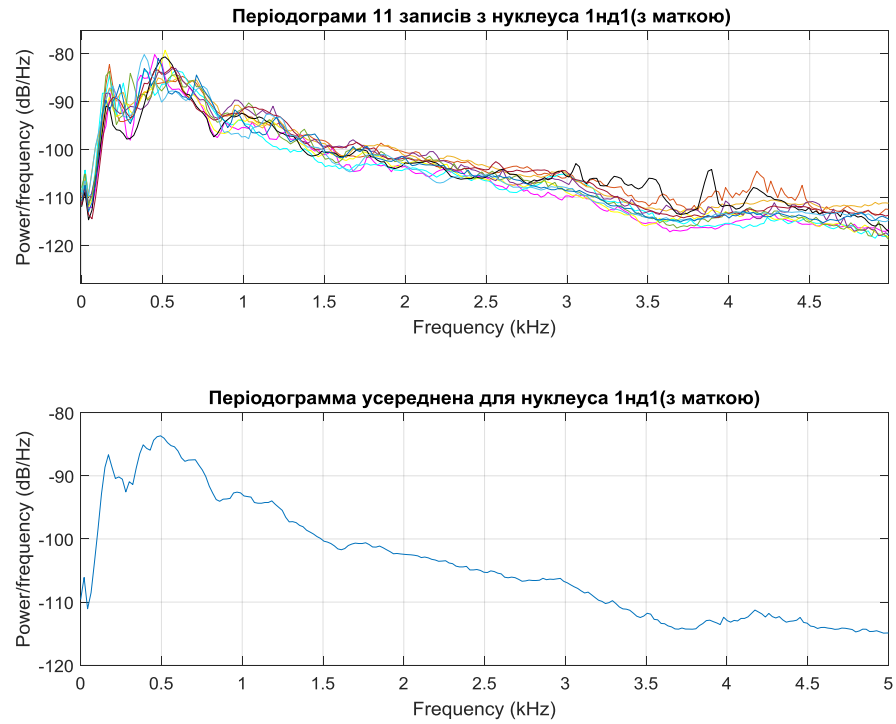 Періодограми 11 записів з нуклеуса 1нд1(з маткою)
Power/frequency (dB/Hz)
-80
-90
-100
-110
-120
0 0.5 1 1.5 2 2.5 3 3.5 4 4.5
Frequency (kHz)
Періодограмма усереднена для нуклеуса 1нд1(з маткою)
Power/frequency (dB/Hz)
-80
-90
-100
-110
-120
0 0.5 1 1.5 2 2.5 3 3.5 4 4.5 5
Frequency (kHz)